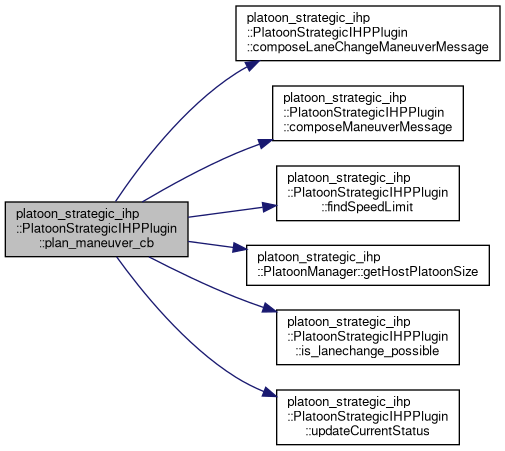 platoon_strategic_ihp
::PlatoonStrategicIHPPlugin
::plan_maneuver_cb
platoon_strategic_ihp
::PlatoonStrategicIHPPlugin
::composeLaneChangeManeuverMessage
platoon_strategic_ihp
::PlatoonStrategicIHPPlugin
::composeManeuverMessage
platoon_strategic_ihp
::PlatoonStrategicIHPPlugin
::findSpeedLimit
platoon_strategic_ihp
::PlatoonManager::getHostPlatoonSize
platoon_strategic_ihp
::PlatoonStrategicIHPPlugin
::is_lanechange_possible
platoon_strategic_ihp
::PlatoonStrategicIHPPlugin
::updateCurrentStatus